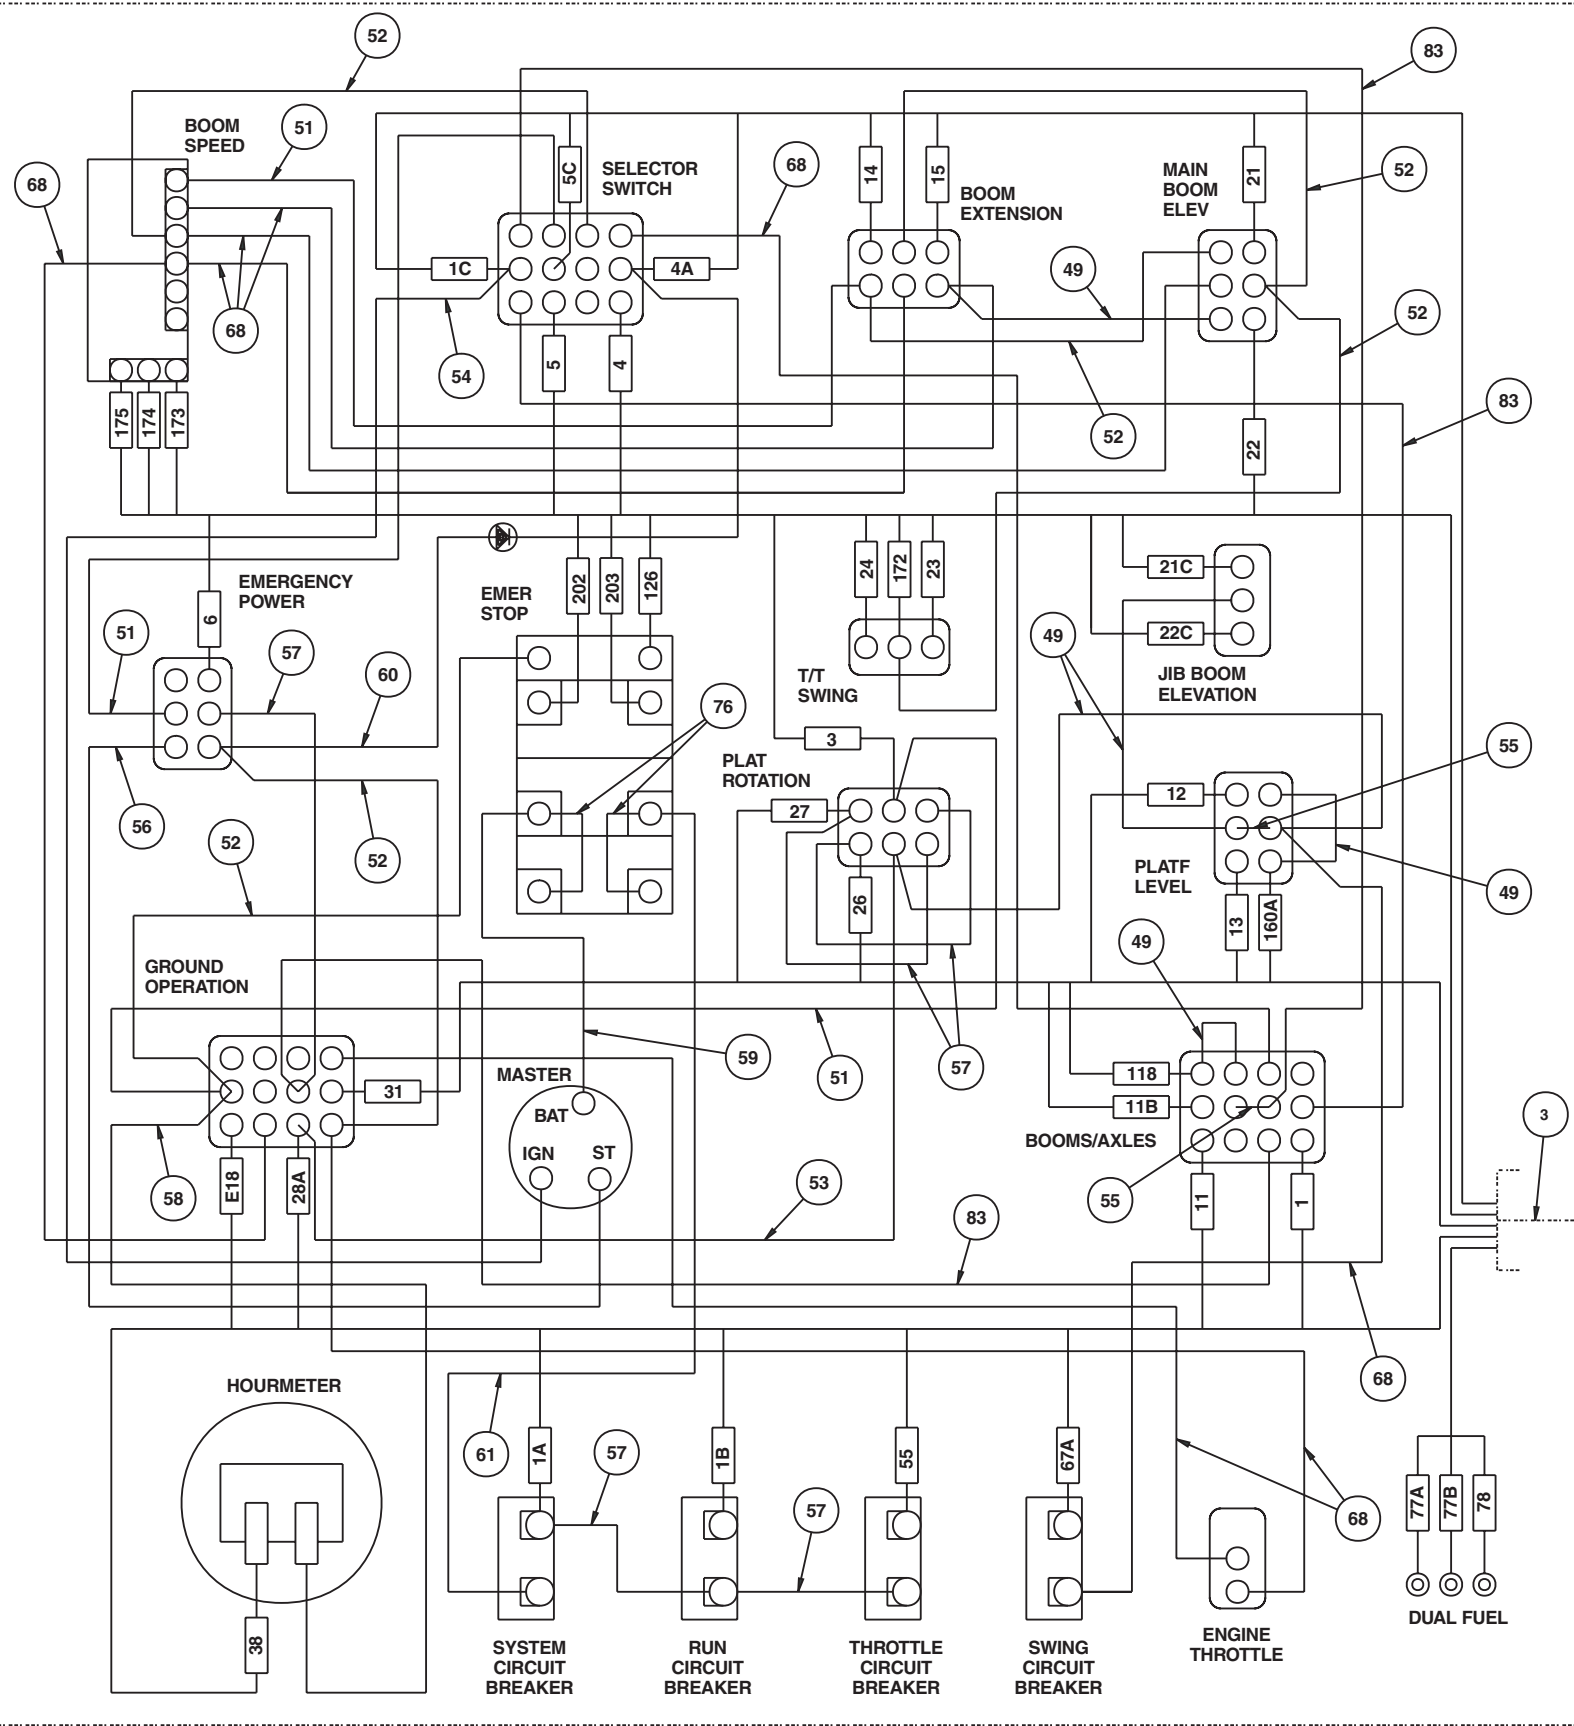 52
83
BOOM
SPEED
51
68
5C
SELECTOR
SWITCH
68
14
15
BOOM
EXTENSION
MAIN
BOOM
ELEV
21
52
1C
4A
49
68
54
5
4
52
52
83
175
174
173
22
EMERGENCY
POWER
6
51
57
60
EMER
STOP
202
203
126
24
172
23
T/T
SWING
21C
22C
49
JIB BOOM
ELEVATION
76
3
PLAT
ROTATION
27
55
12
56
52
52
26
PLATF
LEVEL
13
160A
49
49
GROUND
OPERATION
59
51
57
MASTER
BAT
IGN
ST
31
118
11B
BOOMS/AXLES
3
58
E18
28A
53
83
55
11
1
68
HOURMETER
61
1A
57
1B
57
55
67A
68
77A
77B
78
38
SYSTEM
CIRCUIT
BREAKER
RUN
CIRCUIT
BREAKER
THROTTLE
CIRCUIT
BREAKER
SWING
CIRCUIT
BREAKER
ENGINE
THROTTLE
DUAL FUEL